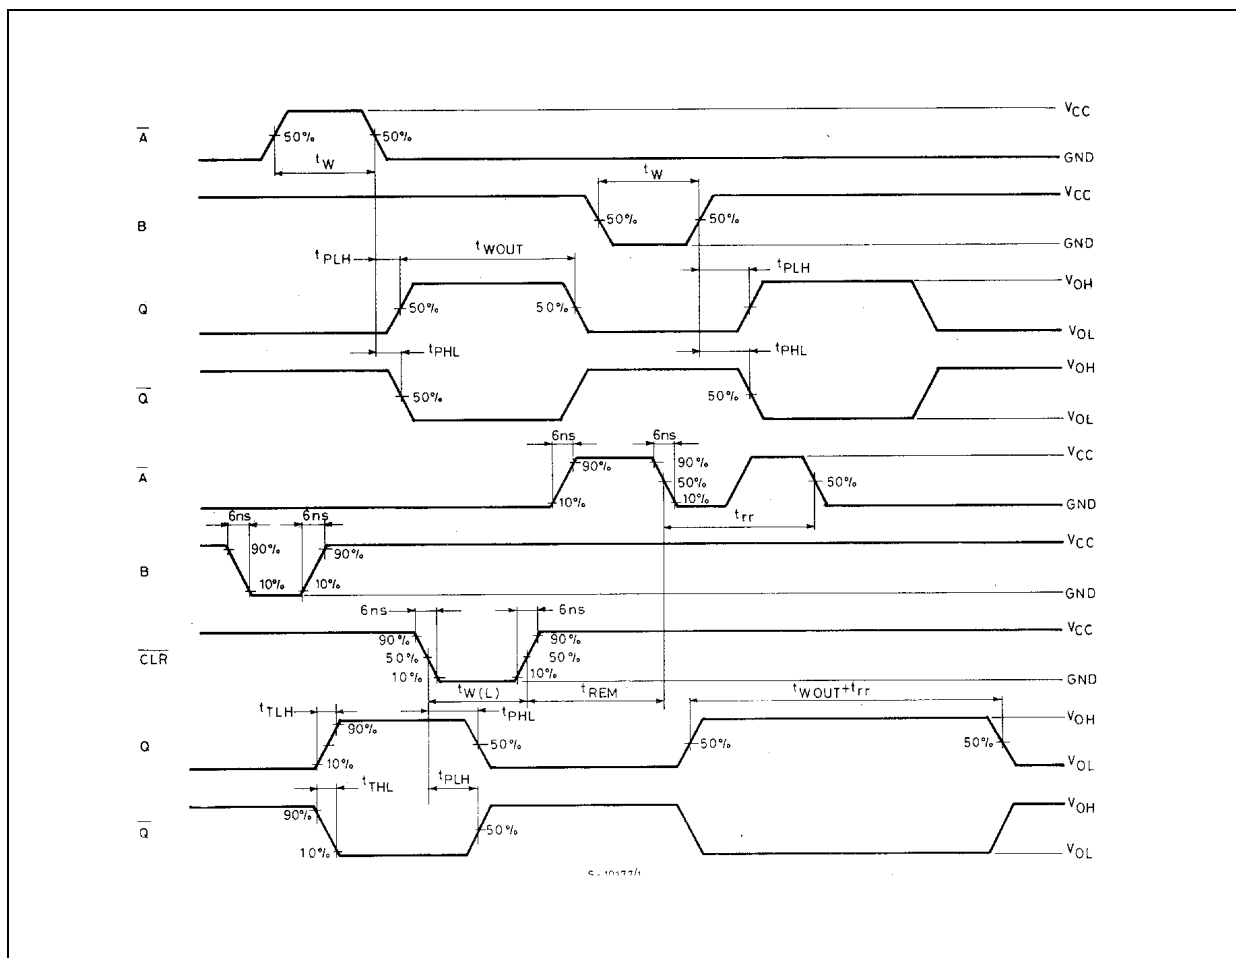 VCC
A̅
50%
50%
tW
GND
tW
VCC
B
50%
50%
GND
tPLH
tWOUT
tPLH
VOH
Q
50%
50%
VOL
tPHL
tPHL
VOH
Q̅
50%
50%
VOL
6ns
6ns
VCC
90%
90%
A̅
50%
50%
10%
10%
GND
trr
6ns
6ns
VCC
90%
90%
B
10%
10%
GND
6ns
6ns
VCC
90%
90%
C̅L̅R̅
50%
50%
10%
10%
GND
tW(L)
tREM
tWOUT+trr
tTLH
tPHL
VOH
90%
Q
50%
50%
50%
10%
VOL
tTHL
tPLH
VOH
90%
Q̅
50%
10%
VOL